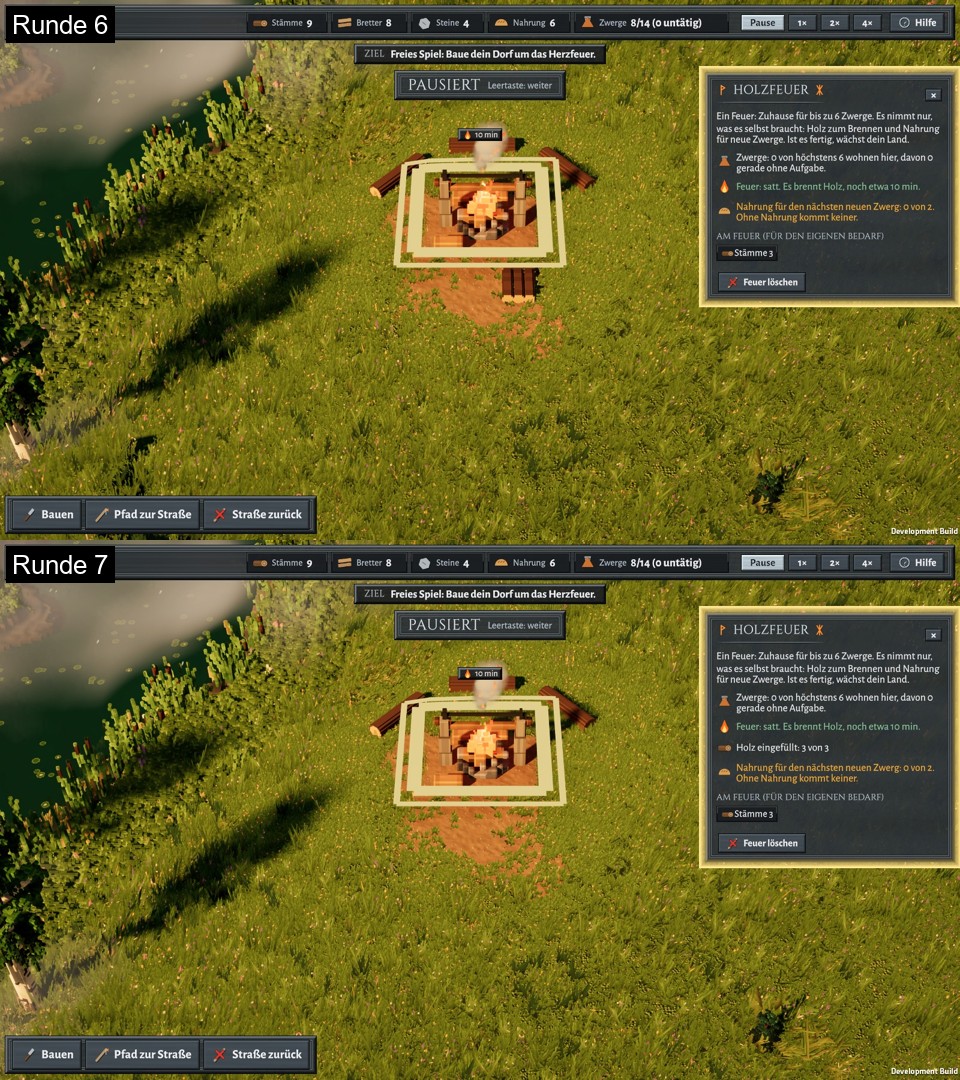 Runde 6
Stämme 9
Bretter 8
Steine 4
Nahrung 6
Zwerge 8/14 (0 untätig)
Pause
1×
2×
4×
Hilfe
ZIEL Freies Spiel: Baue dein Dorf um das Herzfeuer.
PAUSIERT Leertaste: weiter
10 min
HOLZFEUER
×
Ein Feuer: Zuhause für bis zu 6 Zwerge. Es nimmt nur,
was es selbst braucht: Holz zum Brennen und Nahrung
für neue Zwerge. Ist es fertig, wächst dein Land.
Zwerge: 0 von höchstens 6 wohnen hier, davon 0
gerade ohne Aufgabe.
Feuer: satt. Es brennt Holz, noch etwa 10 min.
Nahrung für den nächsten neuen Zwerg: 0 von 2.
Ohne Nahrung kommt keiner.
AM FEUER (FÜR DEN EIGENEN BEDARF)
Stämme 3
Feuer löschen
Bauen
Pfad zur Straße
Straße zurück
Development Build
Runde 7
Stämme 9
Bretter 8
Steine 4
Nahrung 6
Zwerge 8/14 (0 untätig)
Pause
1×
2×
4×
Hilfe
ZIEL Freies Spiel: Baue dein Dorf um das Herzfeuer.
PAUSIERT Leertaste: weiter
10 min
HOLZFEUER
×
Ein Feuer: Zuhause für bis zu 6 Zwerge. Es nimmt nur,
was es selbst braucht: Holz zum Brennen und Nahrung
für neue Zwerge. Ist es fertig, wächst dein Land.
Zwerge: 0 von höchstens 6 wohnen hier, davon 0
gerade ohne Aufgabe.
Feuer: satt. Es brennt Holz, noch etwa 10 min.
Holz eingefüllt: 3 von 3
Nahrung für den nächsten neuen Zwerg: 0 von 2.
Ohne Nahrung kommt keiner.
AM FEUER (FÜR DEN EIGENEN BEDARF)
Stämme 3
Feuer löschen
Bauen
Pfad zur Straße
Straße zurück
Development Build